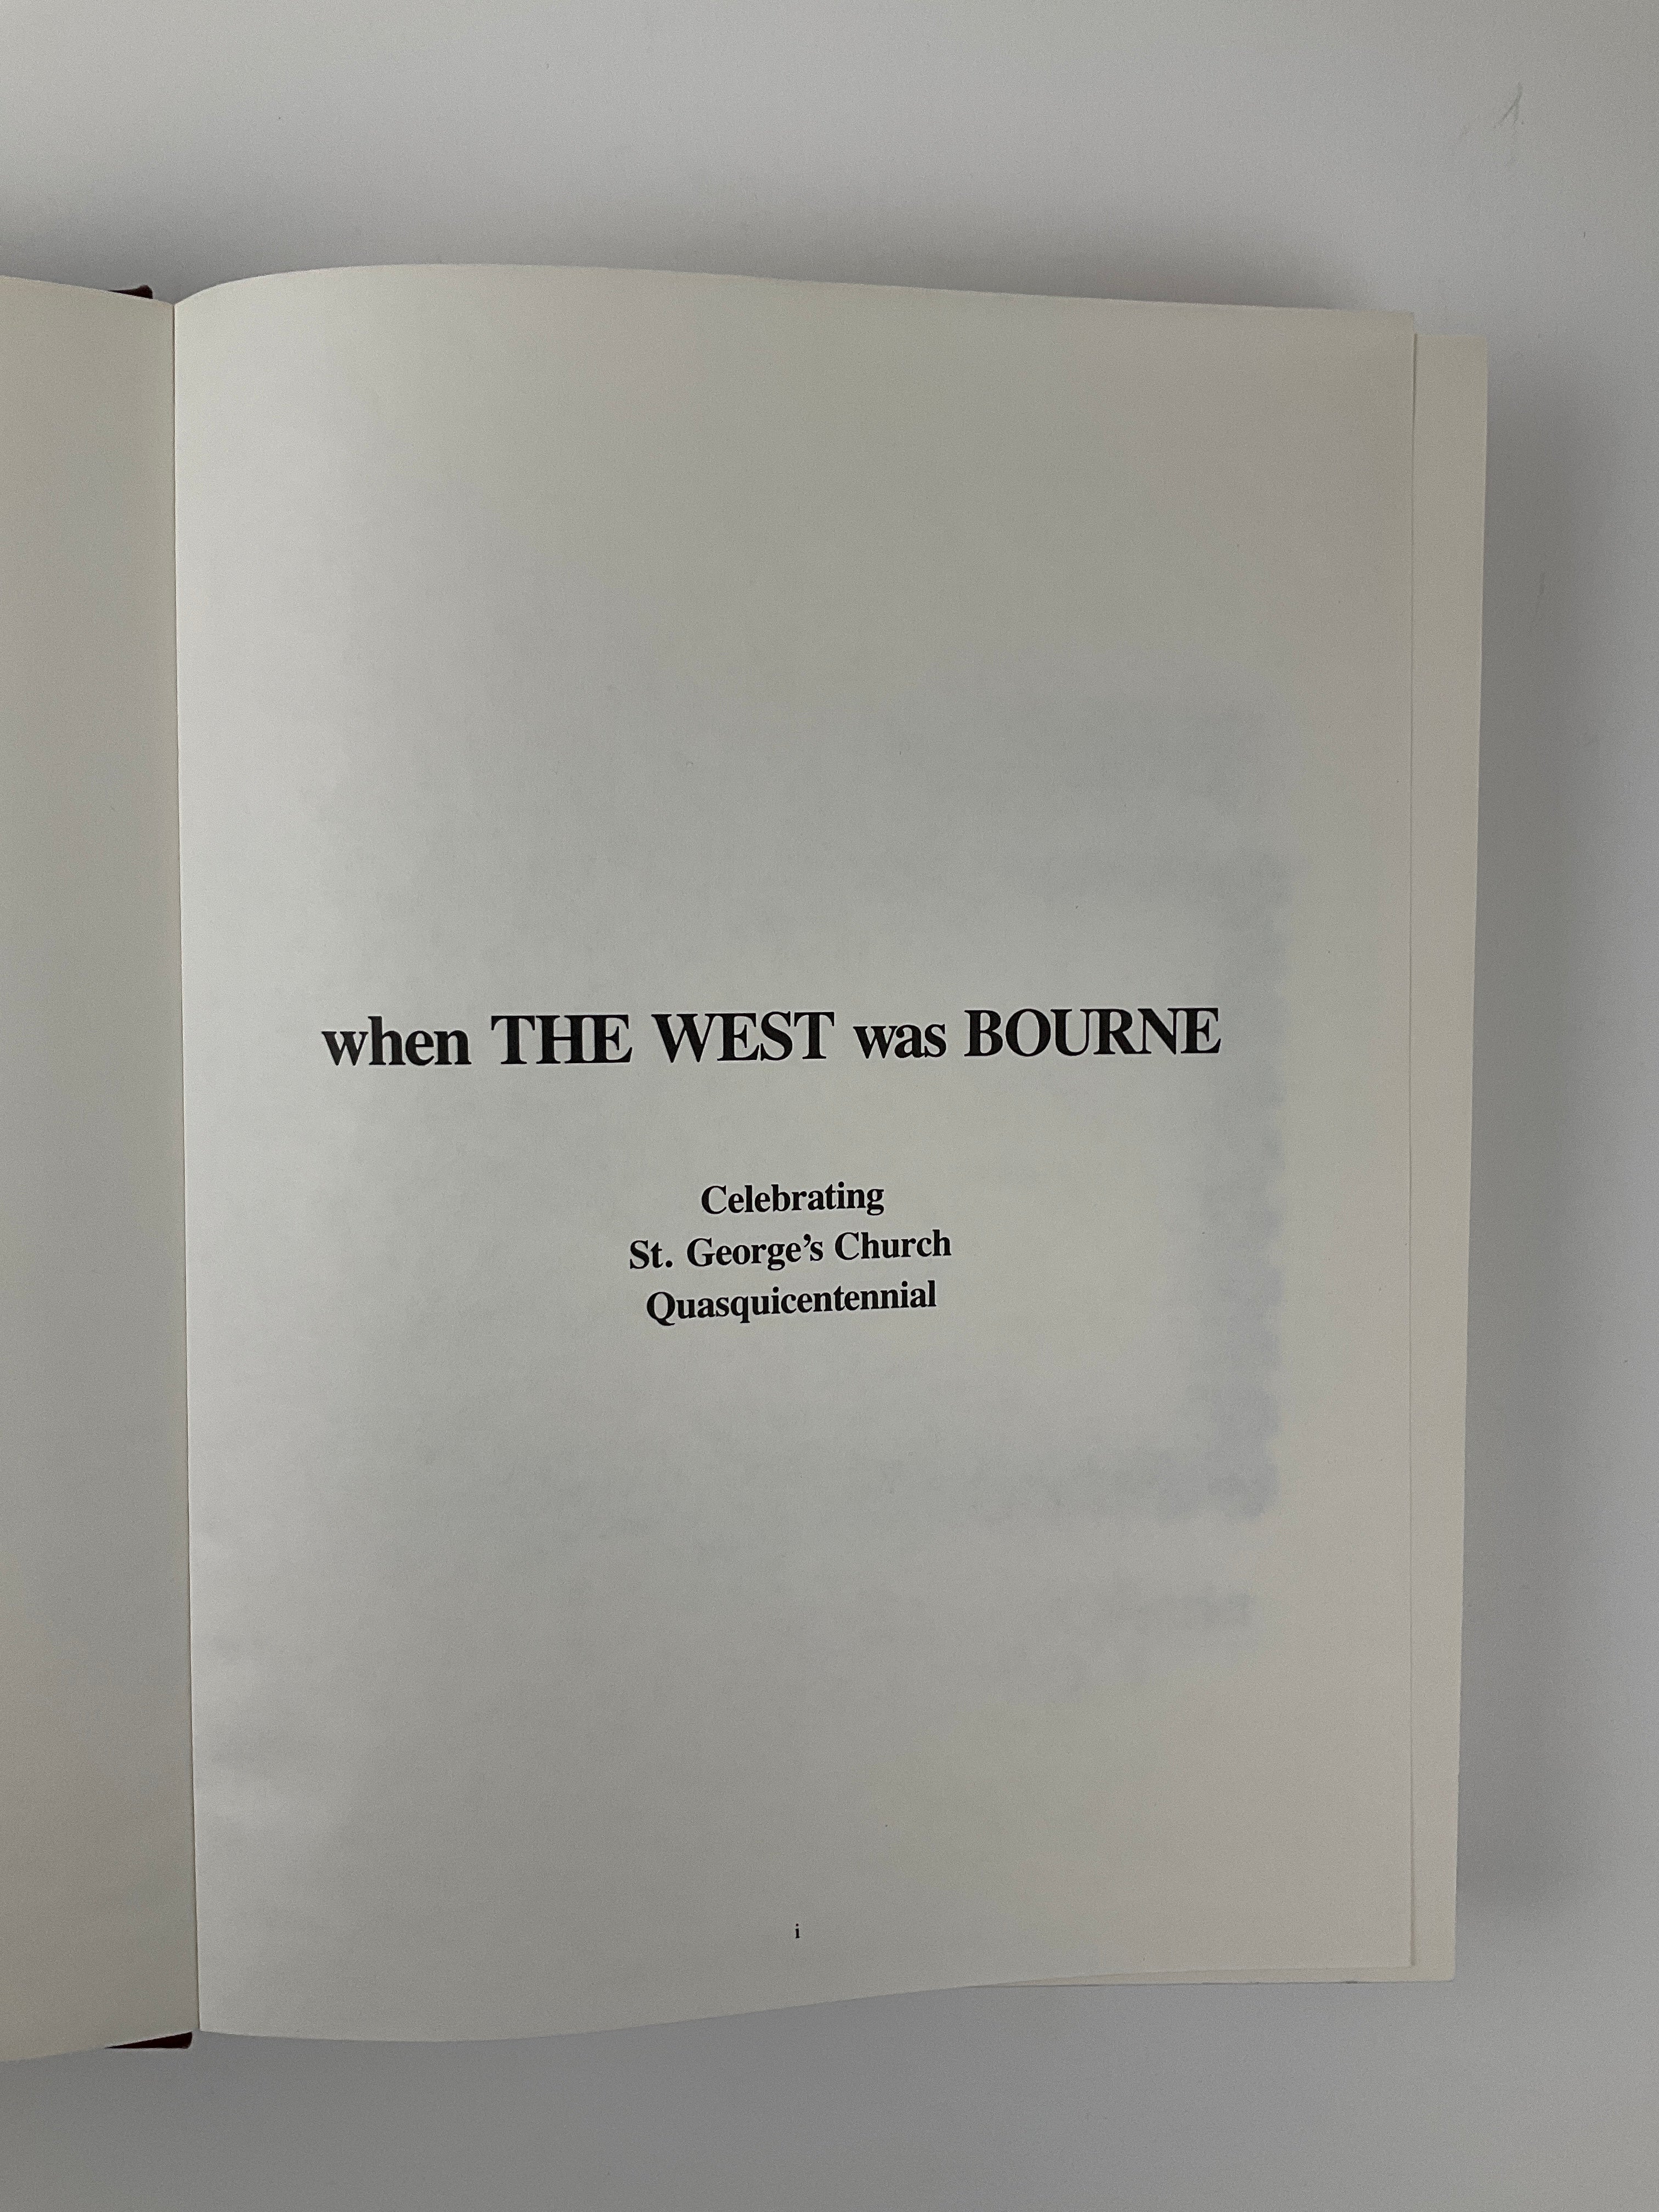 when THE WEST was BOURNE
Celebrating
St. George’s Church
Quasquicentennial
i